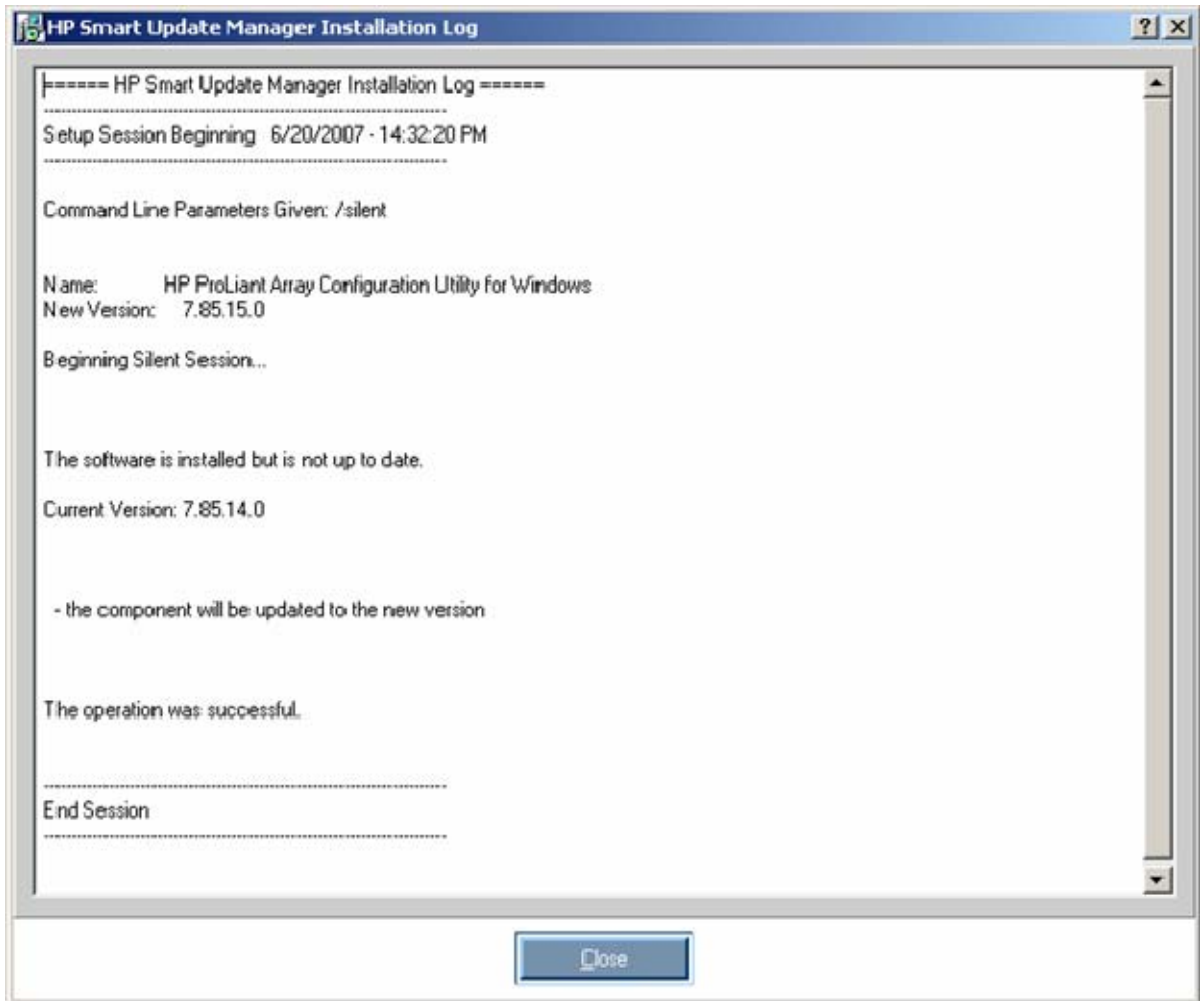 HP Smart Update Manager Installation Log
====== HP Smart Update Manager Installation Log ======
Setup Session Beginning 6/20/2007 - 14:32:20 PM
Command Line Parameters Given: /silent
Name: HP ProLiant Array Configuration Utility for Windows
New Version: 7.85.15.0
Beginning Silent Session...
The software is installed but is not up to date.
Current Version: 7.85.14.0
- the component will be updated to the new version
The operation was successful.
End Session
Close